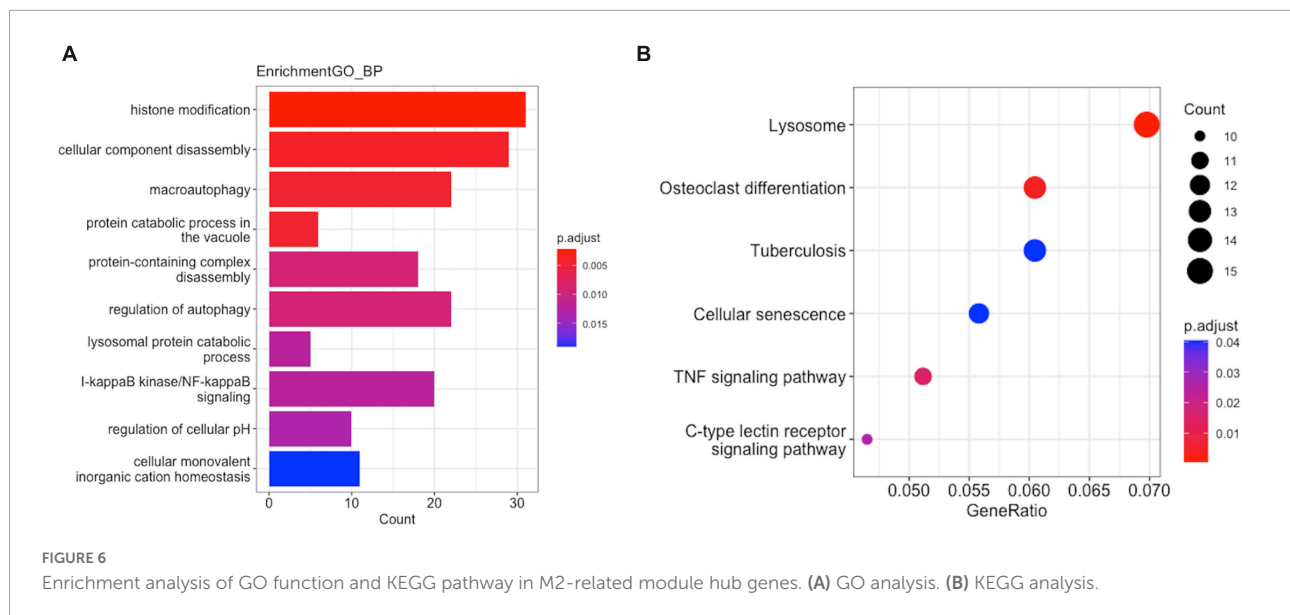 A
EnrichmentGO_BP
histone modification
cellular component disassembly
macroautophagy
protein catabolic process in
the vacuole
protein-containing complex
disassembly
regulation of autophagy
lysosomal protein catabolic
process
I-kappaB kinase/NF-kappaB
signaling
regulation of cellular pH
cellular monovalent
inorganic cation homeostasis
0 10 20 30
Count
p.adjust
0.005
0.010
0.015
B
Lysosome
Osteoclast differentiation
Tuberculosis
Cellular senescence
TNF signaling pathway
C-type lectin receptor
signaling pathway
0.050 0.055 0.060 0.065 0.070
GeneRatio
Count
10
11
12
13
14
15
p.adjust
0.04
0.03
0.02
0.01
FIGURE 6
Enrichment analysis of GO function and KEGG pathway in M2-related module hub genes. (A) GO analysis. (B) KEGG analysis.